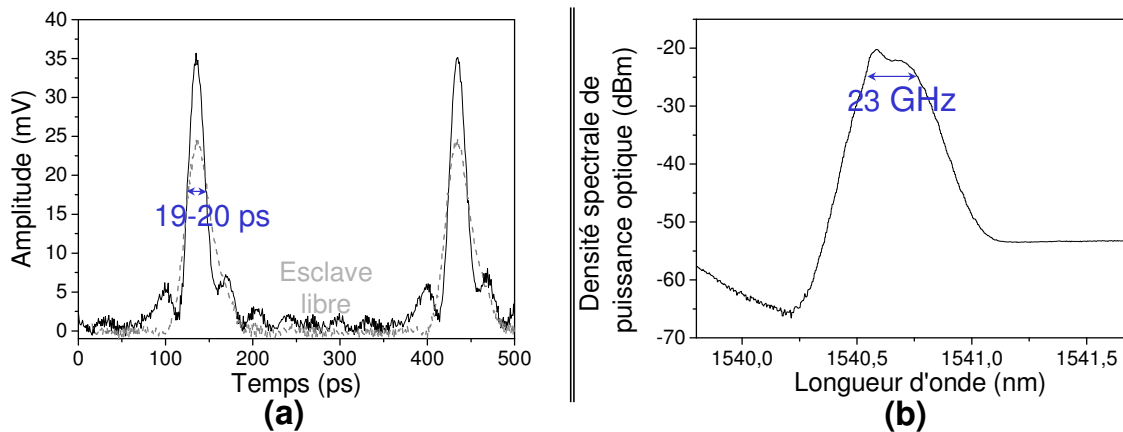 40
35
30
25
20
15
10
5
0
Amplitude (mV)
19-20 ps
Esclave
libre
0
100
200
300
400
500
Temps (ps)
(a)
-20
-30
-40
-50
-60
-70
Densité spectrale de
puissance optique (dBm)
23 GHz
1540,0
1540,5
1541,0
1541,5
Longueur d'onde (nm)
(b)